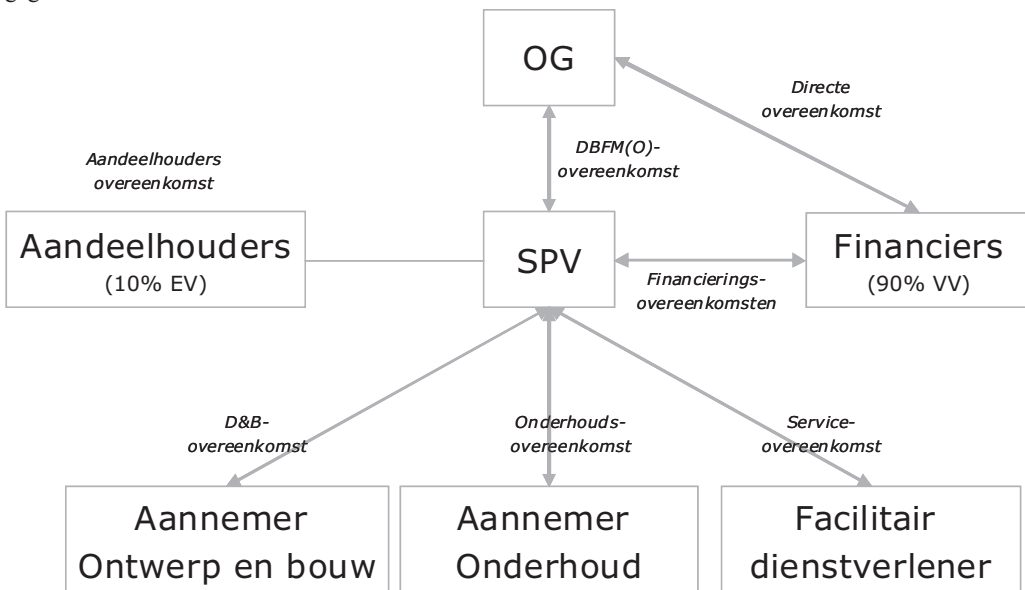 OG
Directe
overeenkomst
DBFM(O)-
overeenkomst
Aandeelhouders
overeenkomst
Aandeelhouders
(10% EV)
SPV
Financiers
(90% VV)
Financierings-
overeenkomsten
D&B-
overeenkomst
Onderhouds-
overeenkomst
Service-
overeenkomst
Aannemer
Ontwerp en bouw
Aannemer
Onderhoud
Facilitair
dienstverlener